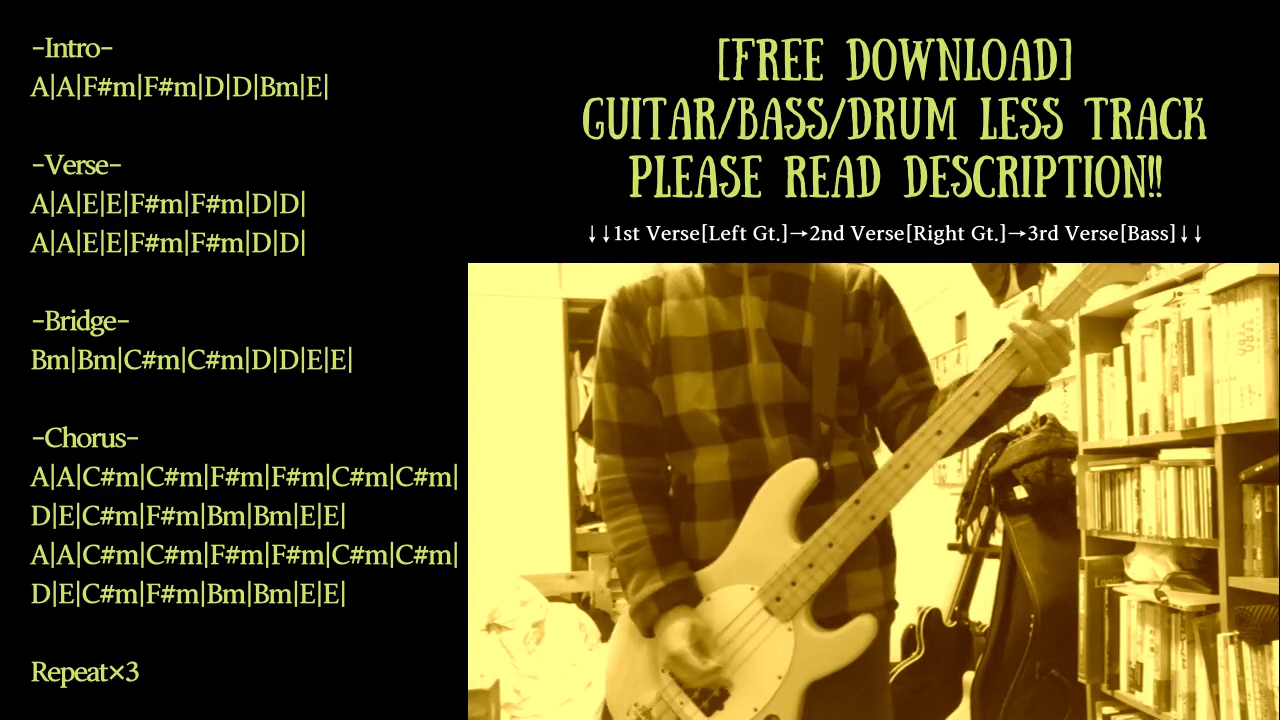 -Intro-
A|A|F#m|F#m|D|D|Bm|E|
-Verse-
A|A|E|E|F#m|F#m|D|D|
A|A|E|E|F#m|F#m|D|D|
-Bridge-
Bm|Bm|C#m|C#m|D|D|E|E|
-Chorus-
A|A|C#m|C#m|F#m|F#m|C#m|C#m|
D|E|C#m|F#m|Bm|Bm|E|E|
A|A|C#m|C#m|F#m|F#m|C#m|C#m|
D|E|C#m|F#m|Bm|Bm|E|E|
Repeat×3
[FREE DOWNLOAD]
GUITAR/BASS/DRUM LESS TRACK
PLEASE READ DESCRIPTION!!
↓↓1st Verse[Left Gt.]→2nd Verse[Right Gt.]→3rd Verse[Bass]↓↓
Logic